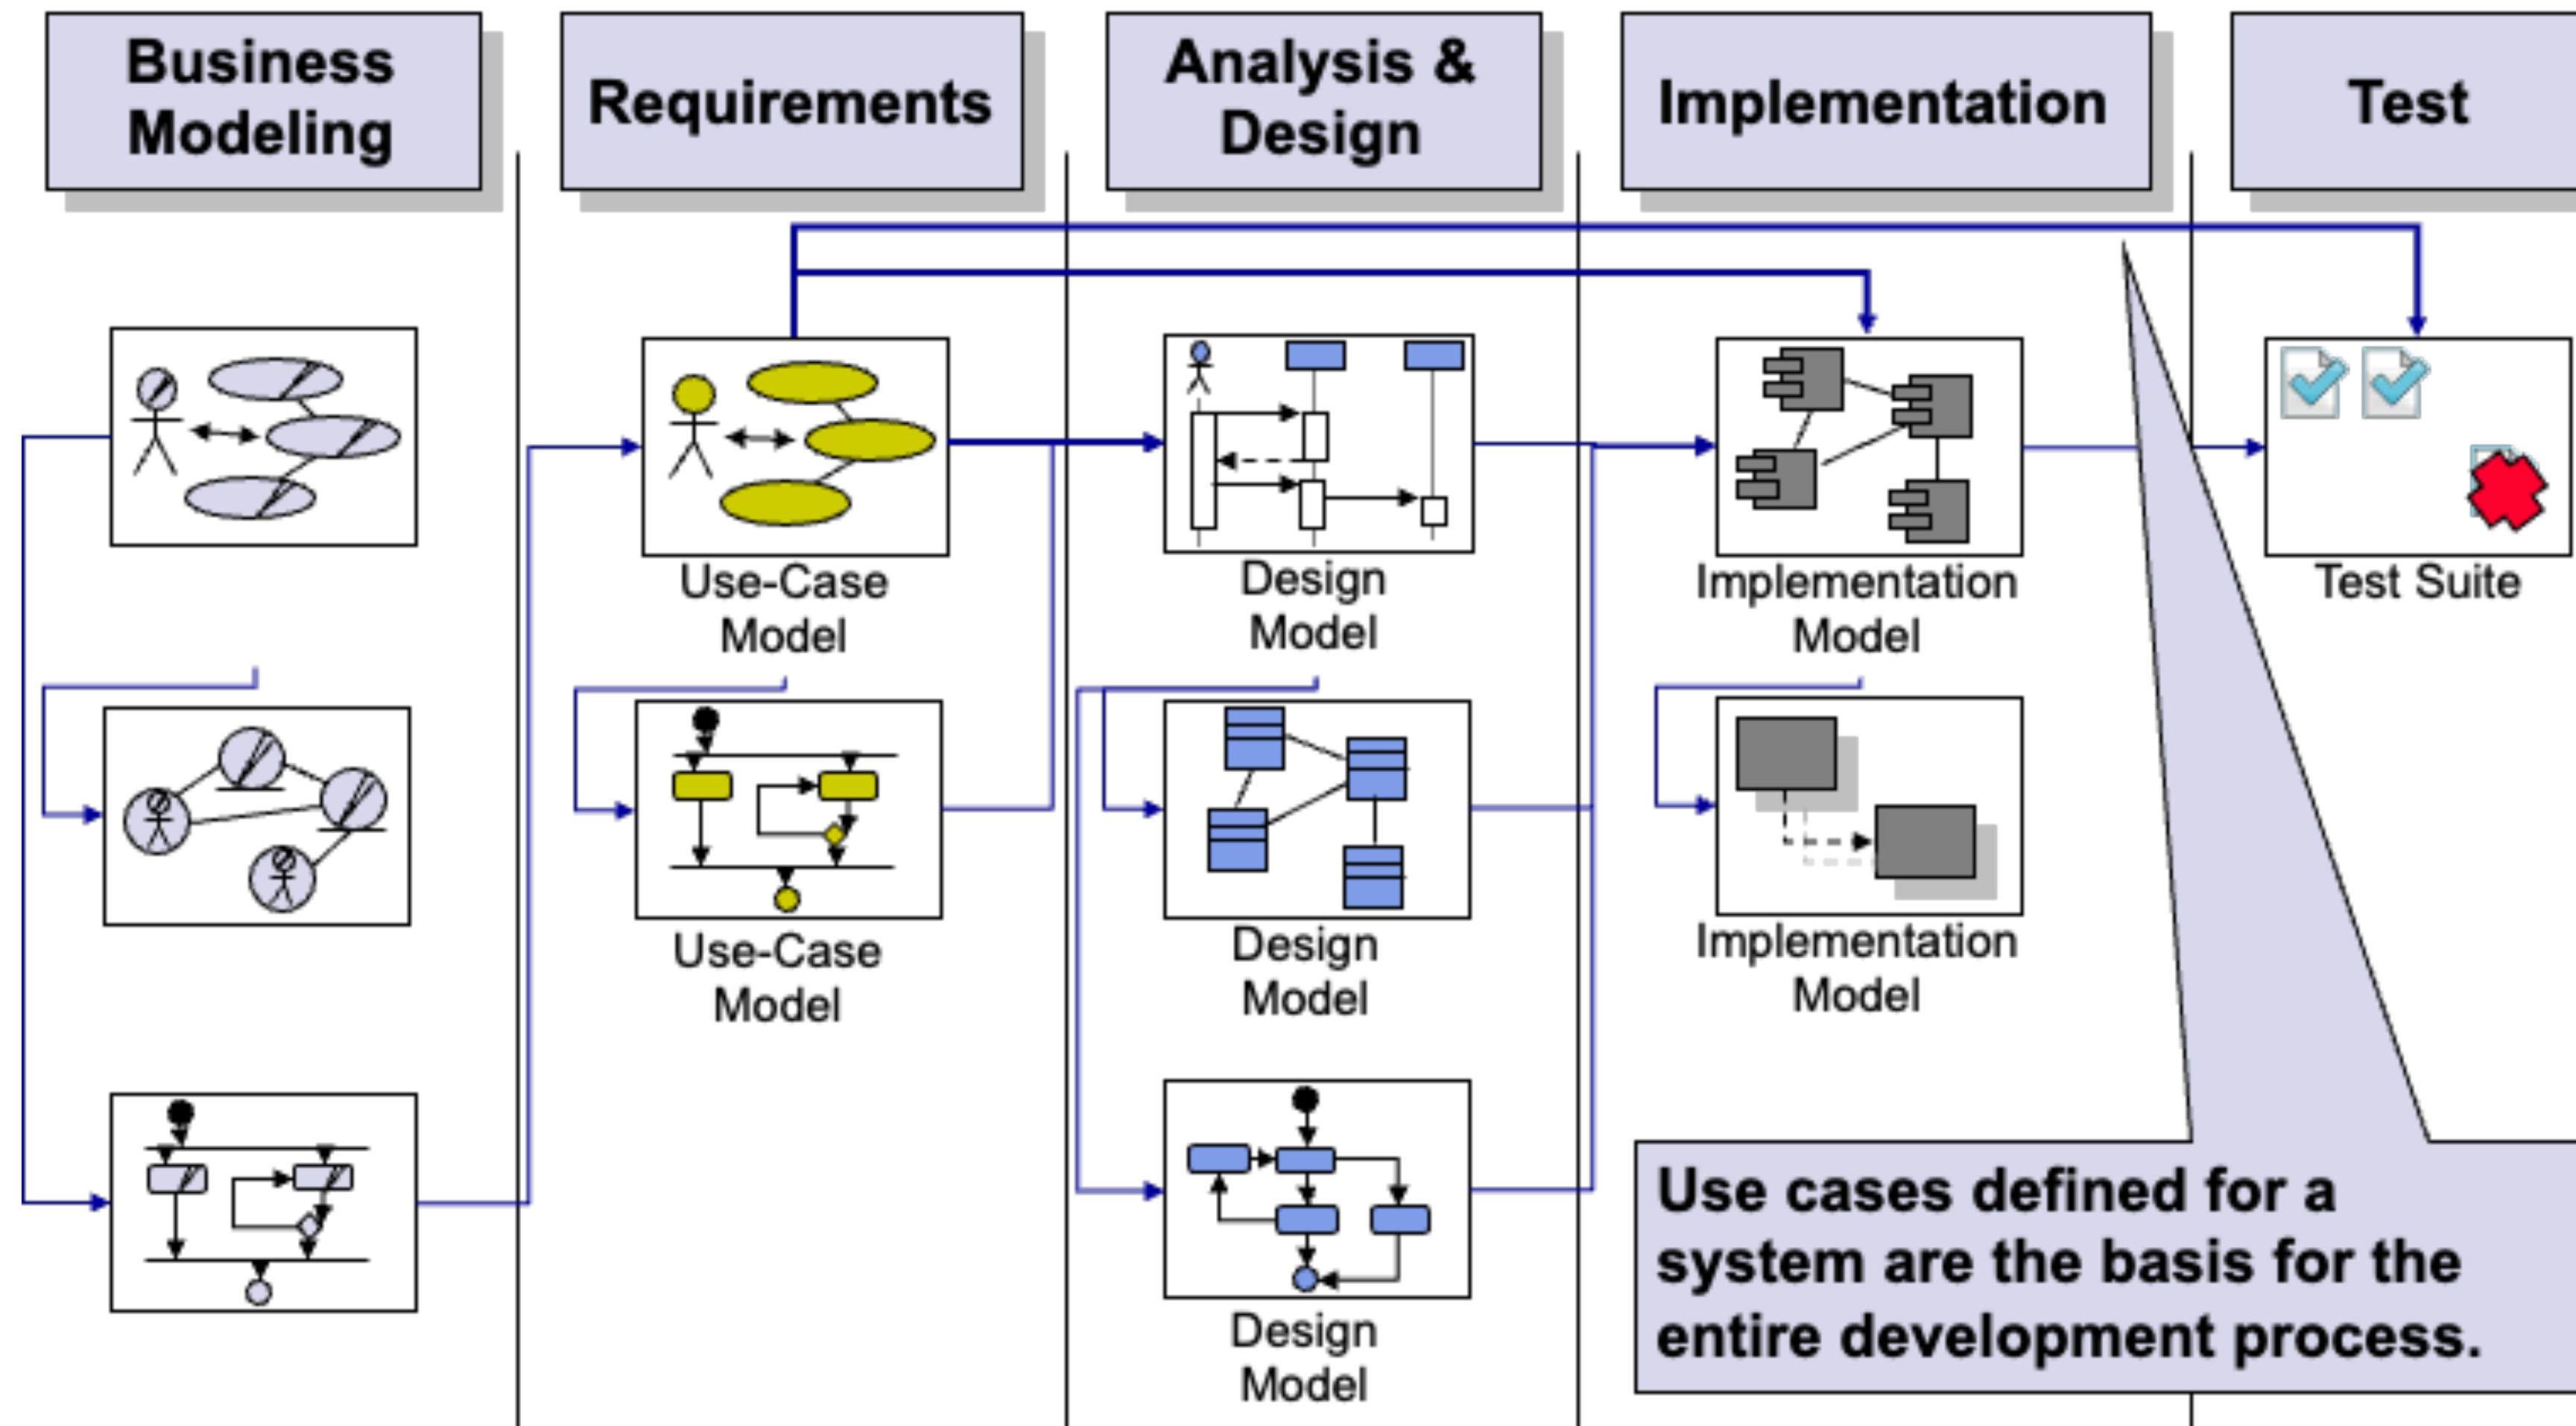 Business
Modeling
Requirements
Analysis &
Design
Implementation
Test
Use-Case
Model
Design
Model
Implementation
Model
Test Suite
Use-Case
Model
Design
Model
Implementation
Model
Design
Model
Use cases defined for a
system are the basis for the
entire development process.